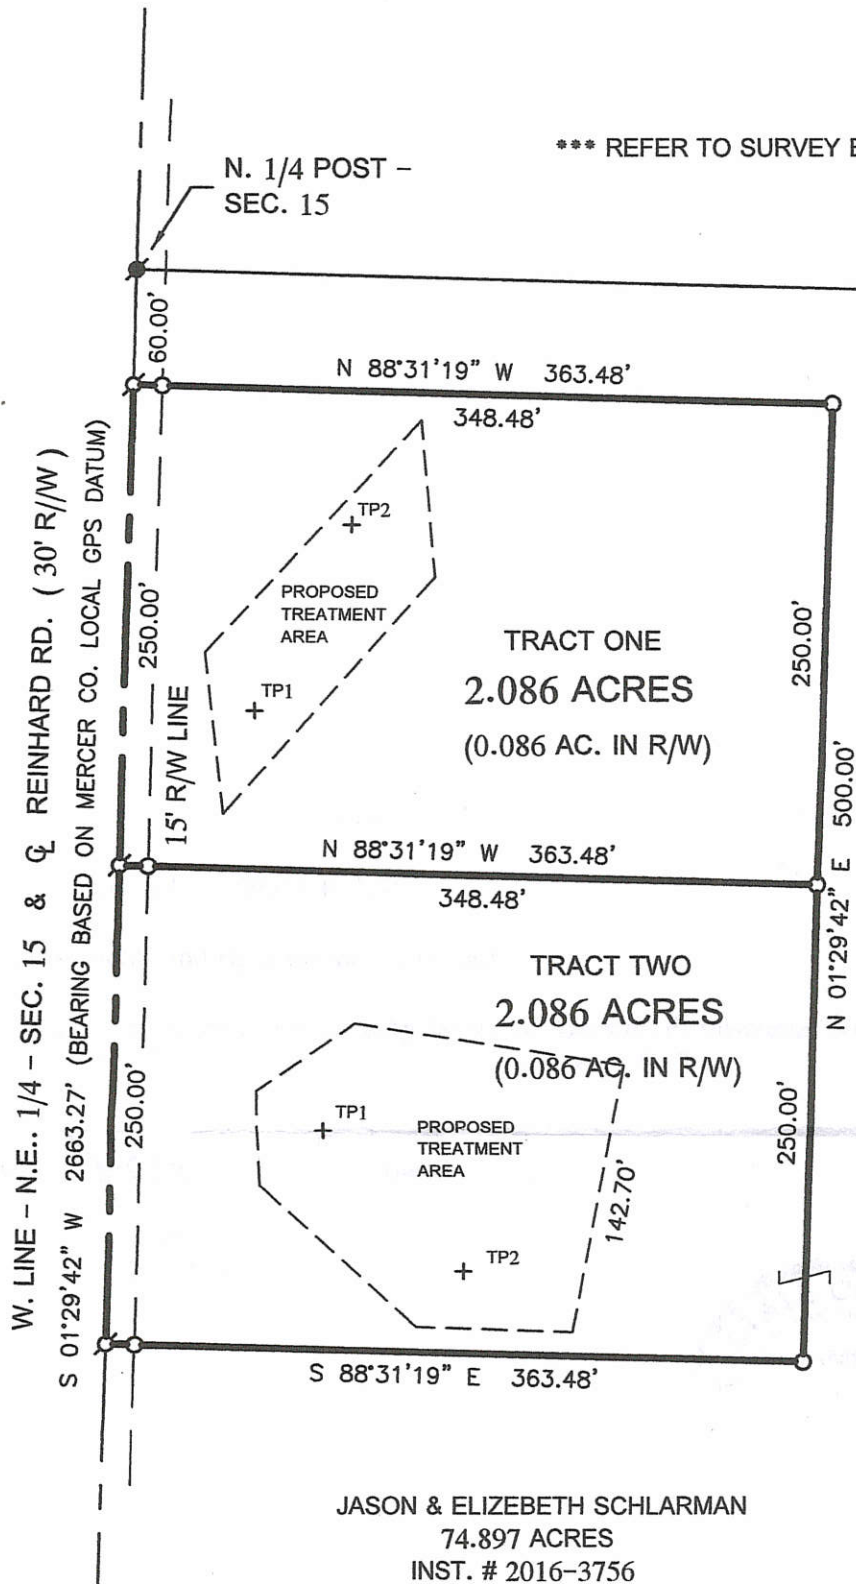 *** REFER TO SURVEY
N. 1/4 POST –
SEC. 15
60.00'
N 88°31'19" W 363.48'
348.48'
W. LINE – N.E.. 1/4 – SEC. 15 & ℄ REINHARD RD. ( 30' R//W )
S 01°29'42" W 2663.27' (BEARING BASED ON MERCER CO. LOCAL GPS DATUM)
250.00'
15' R/W LINE
TP2
PROPOSED
TREATMENT
AREA
TP1
TRACT ONE
2.086 ACRES
(0.086 AC. IN R/W)
250.00'
N 01°29'42" E 500.00'
N 88°31'19" W 363.48'
348.48'
TRACT TWO
2.086 ACRES
(0.086 AC. IN R/W)
250.00'
TP1
PROPOSED
TREATMENT
AREA
TP2
142.70'
250.00'
S 88°31'19" E 363.48'
JASON & ELIZEBETH SCHLARMAN
74.897 ACRES
INST. # 2016-3756